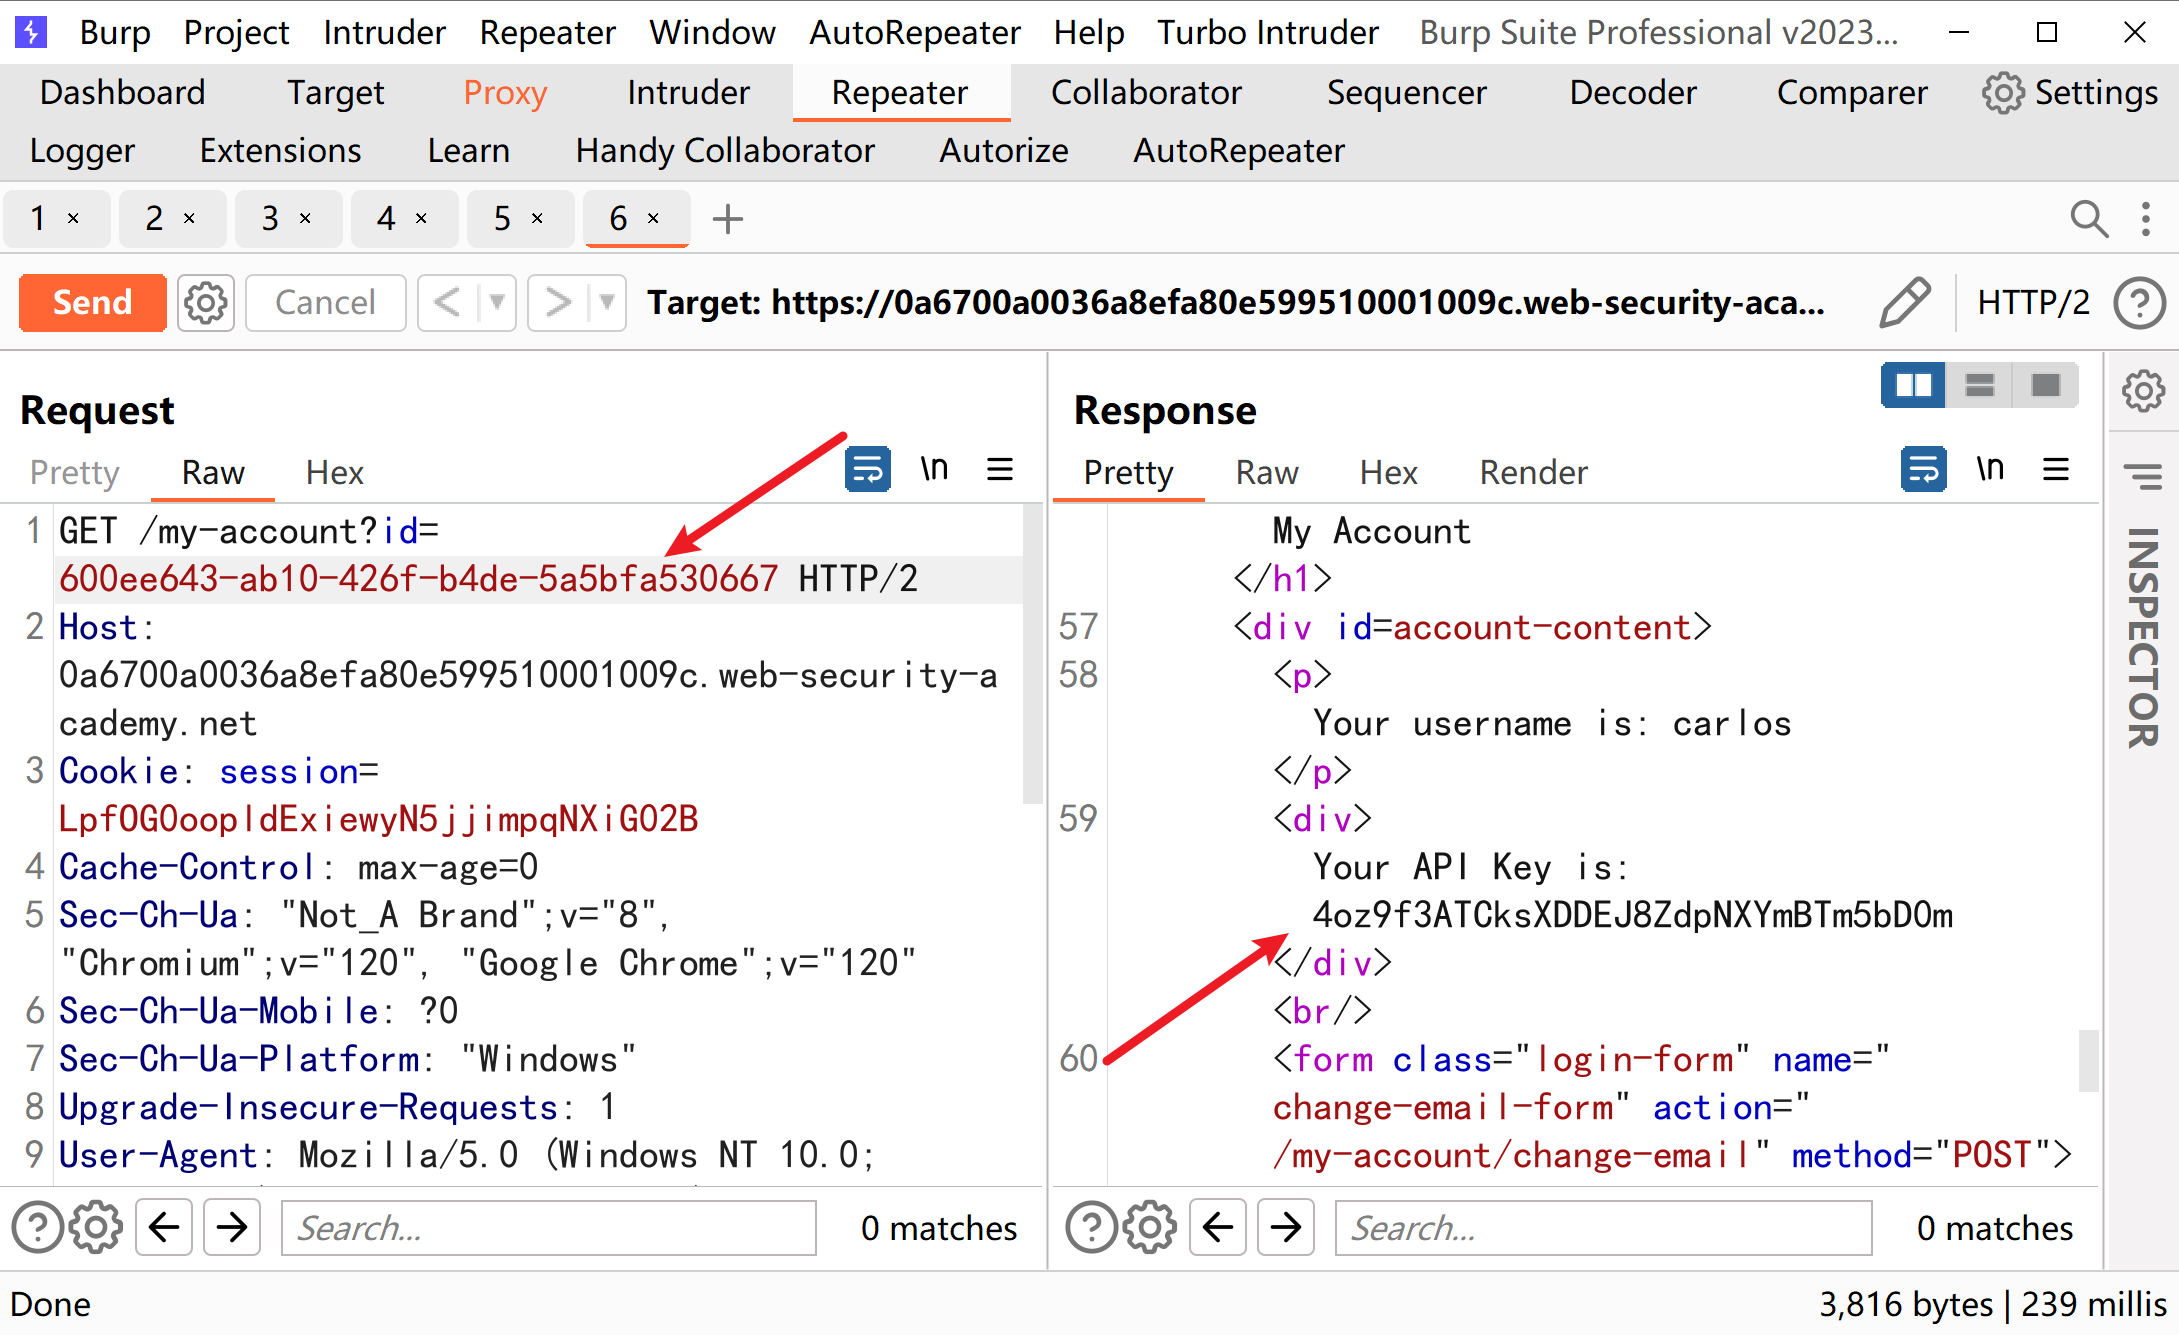 Burp Project Intruder Repeater Window AutoRepeater Help Turbo Intruder Burp Suite Professional v2023...
Dashboard Target Proxy Intruder Repeater Collaborator Sequencer Decoder Comparer Settings
Logger Extensions Learn Handy Collaborator Autorize AutoRepeater
1 × 2 × 3 × 4 × 5 × 6 × +
Send Cancel < > Target: https://0a6700a0036a8efa80e599510001009c.web-security-aca... HTTP/2 ?
Request
Pretty Raw Hex \n
1 GET /my-account?id=
600ee643-ab10-426f-b4de-5a5bfa530667 HTTP/2
2 Host:
0a6700a0036a8efa80e599510001009c.web-security-a
cademy.net
3 Cookie: session=
LpfOG0oopldExiewyN5jjimpqNXiG02B
4 Cache-Control: max-age=0
5 Sec-Ch-Ua: "Not_A Brand";v="8",
"Chromium";v="120", "Google Chrome";v="120"
6 Sec-Ch-Ua-Mobile: ?0
7 Sec-Ch-Ua-Platform: "Windows"
8 Upgrade-Insecure-Requests: 1
9 User-Agent: Mozilla/5.0 (Windows NT 10.0;
? Search... 0 matches
Response
Pretty Raw Hex Render \n
My Account
</h1>
57 <div id=account-content>
58 <p>
Your username is: carlos
</p>
59 <div>
Your API Key is:
4oz9f3ATCksXDDEJ8ZdpNXYmBTm5bD0m
</div>
<br/>
60 <form class="login-form" name="
change-email-form" action="
/my-account/change-email" method="POST">
? Search... 0 matches
INSPECTOR
Done 3,816 bytes | 239 millis